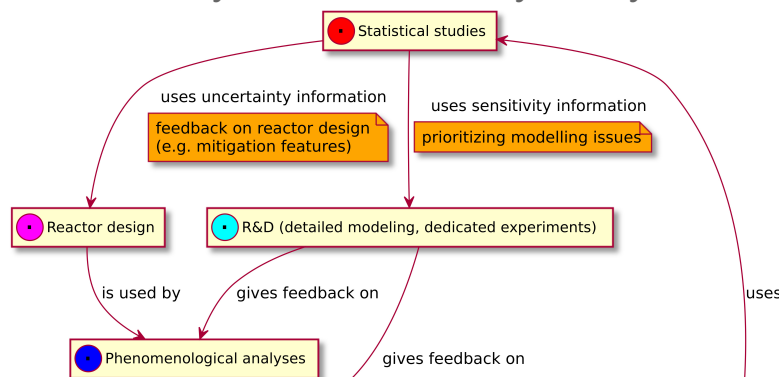 Statistical studies
uses uncertainty information
feedback on reactor design
(e.g. mitigation features)
uses sensitivity information
prioritizing modelling issues
Reactor design
R&D (detailed modeling, dedicated experiments)
is used by
gives feedback on
uses
Phenomenological analyses
gives feedback on